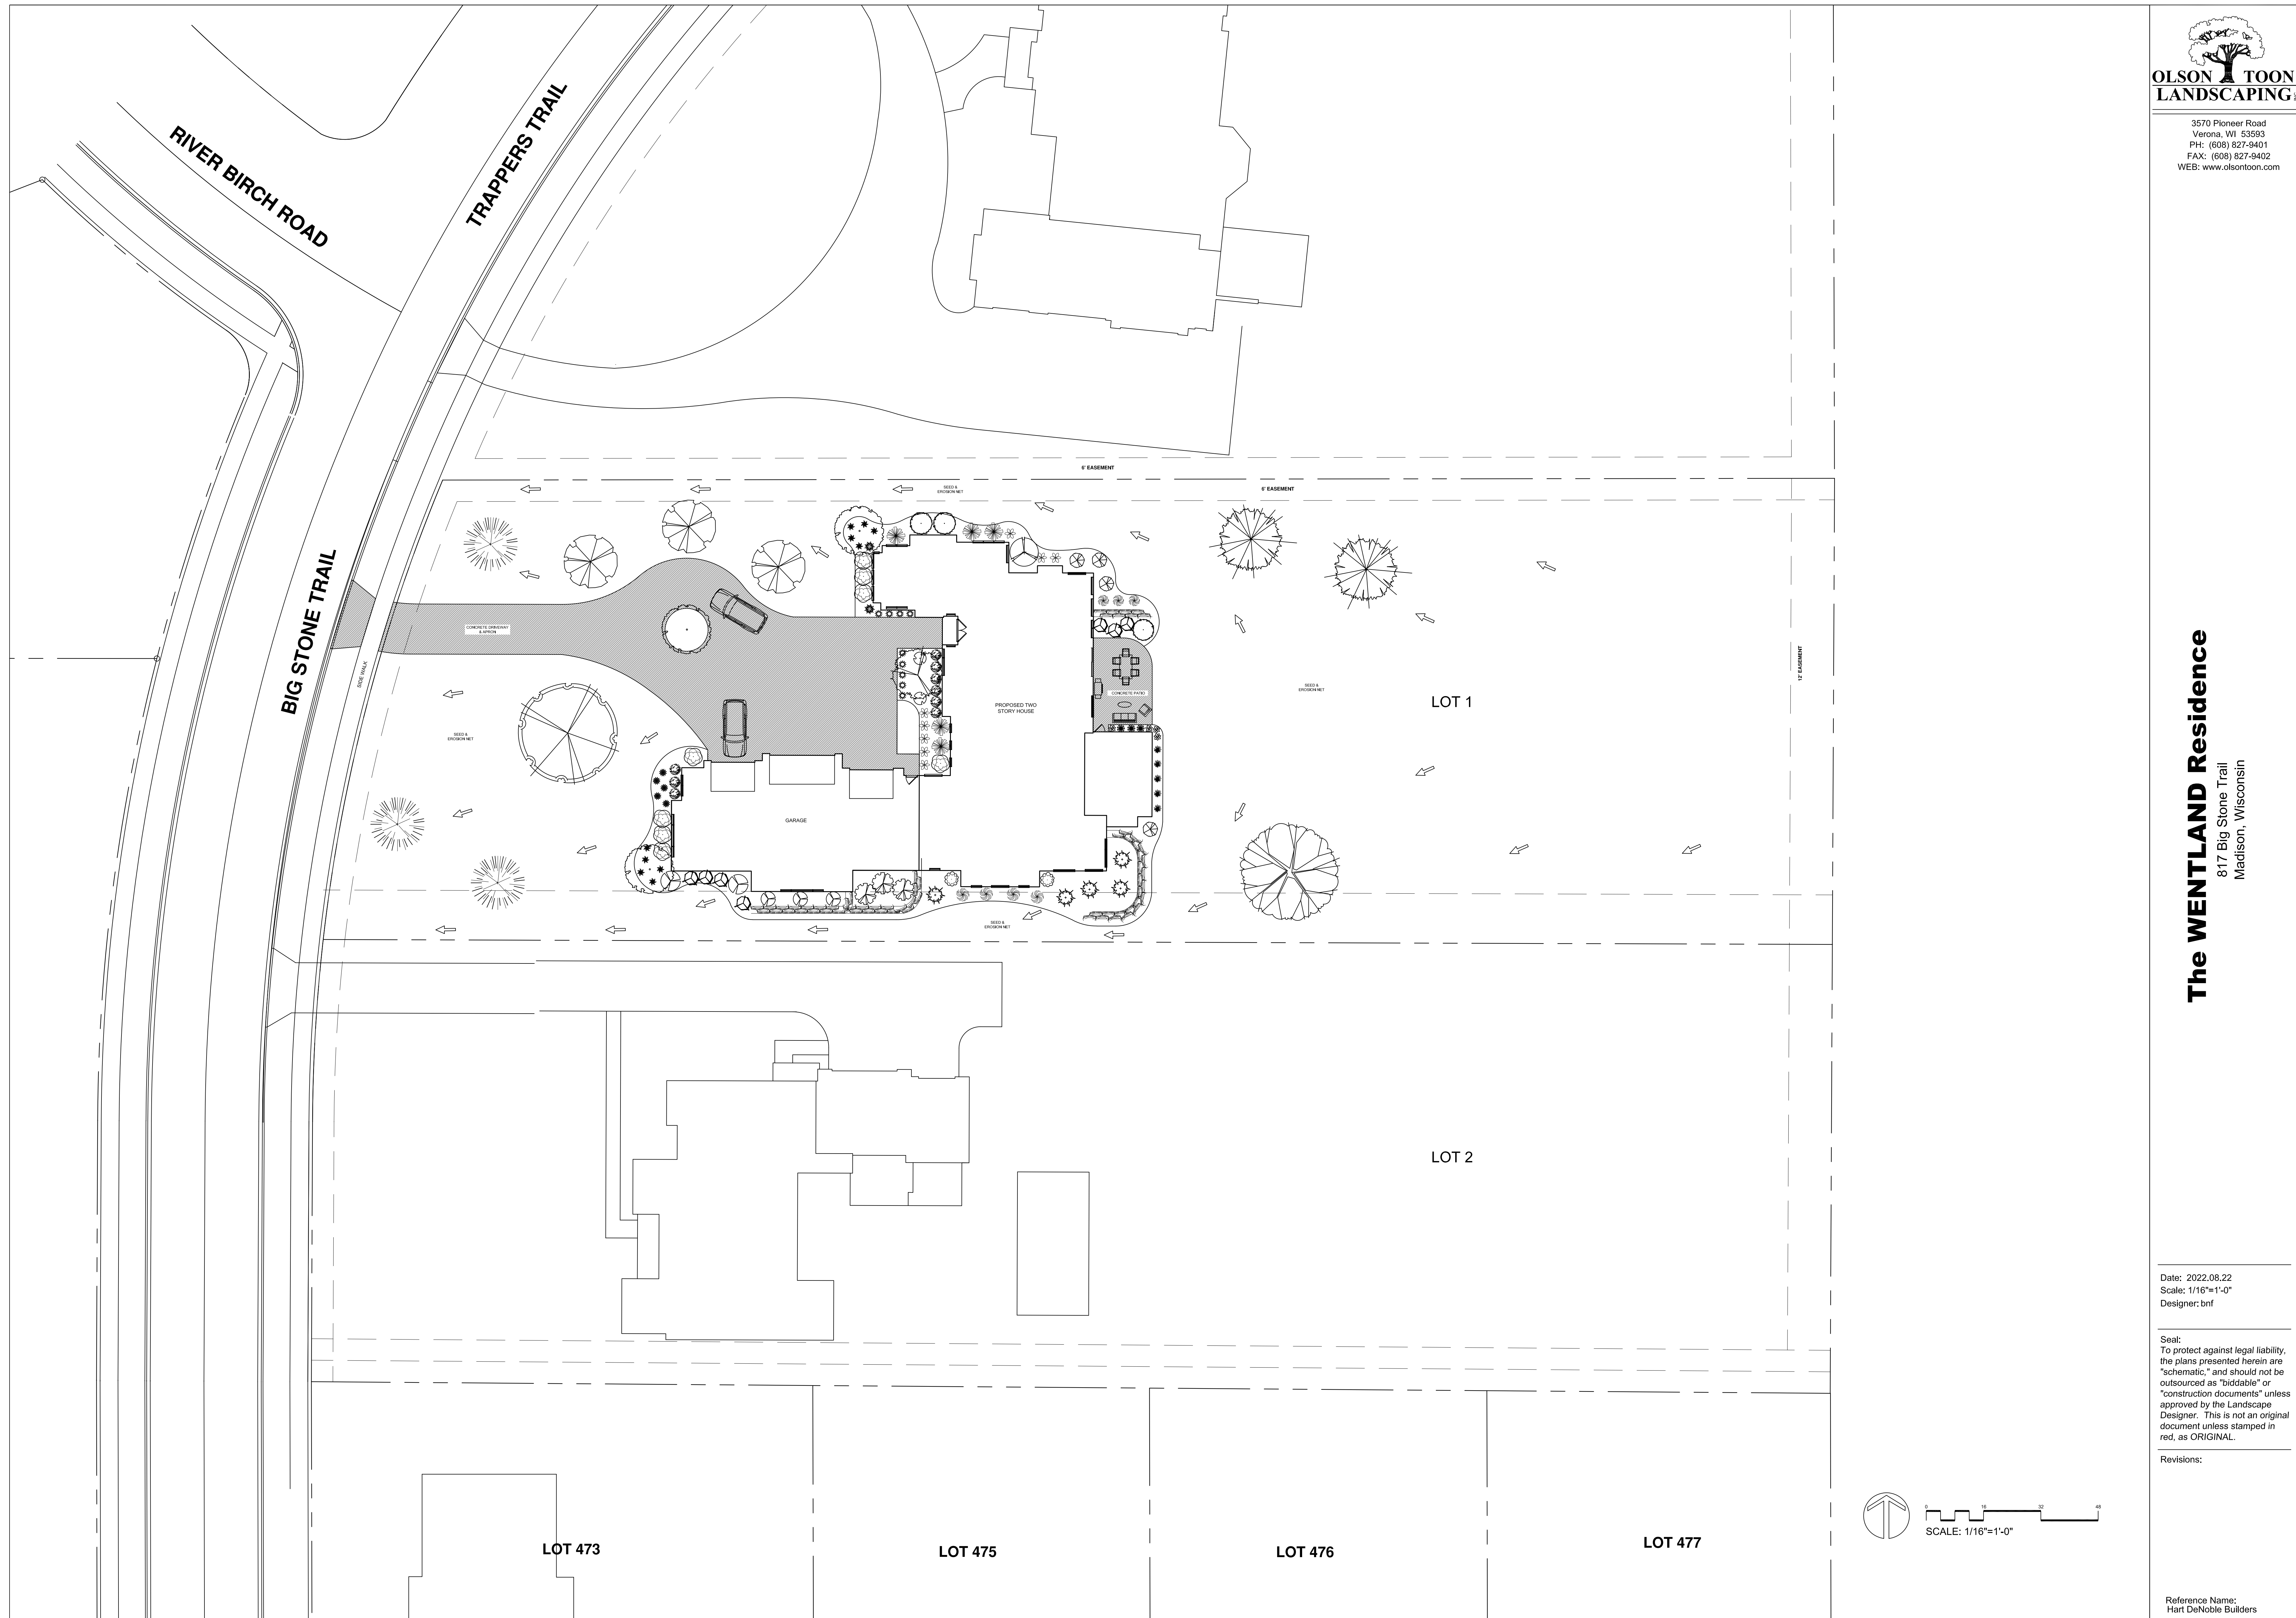 RIVER BIRCH ROAD
TRAPPERS TRAIL
BIG STONE TRAIL
SIDE WALK
6' EASEMENT
6' EASEMENT
12' EASEMENT
SEED &
EROSION NET
CONCRETE DRIVEWAY
& APRON
SEED &
EROSION NET
SEED &
EROSION NET
CONCRETE PATIO
PROPOSED TWO
STORY HOUSE
LOT 1
GARAGE
SEED &
EROSION NET
LOT 2
LOT 473
LOT 475
LOT 476
LOT 477
0 16 32 48
SCALE: 1/16"=1'-0"
OLSON TOON
LANDSCAPING
3570 Pioneer Road
Verona, WI 53593
PH: (608) 827-9401
FAX: (608) 827-9402
WEB: www.olsontoon.com
The WENTLAND Residence
817 Big Stone Trail
Madison, Wisconsin
Date: 2022.08.22
Scale: 1/16"=1'-0"
Designer: bnf
Seal:
To protect against legal liability,
the plans presented herein are
"schematic," and should not be
outsourced as "biddable" or
"construction documents" unless
approved by the Landscape
Designer. This is not an original
document unless stamped in
red, as ORIGINAL.
Revisions:
Reference Name:
Hart DeNoble Builders